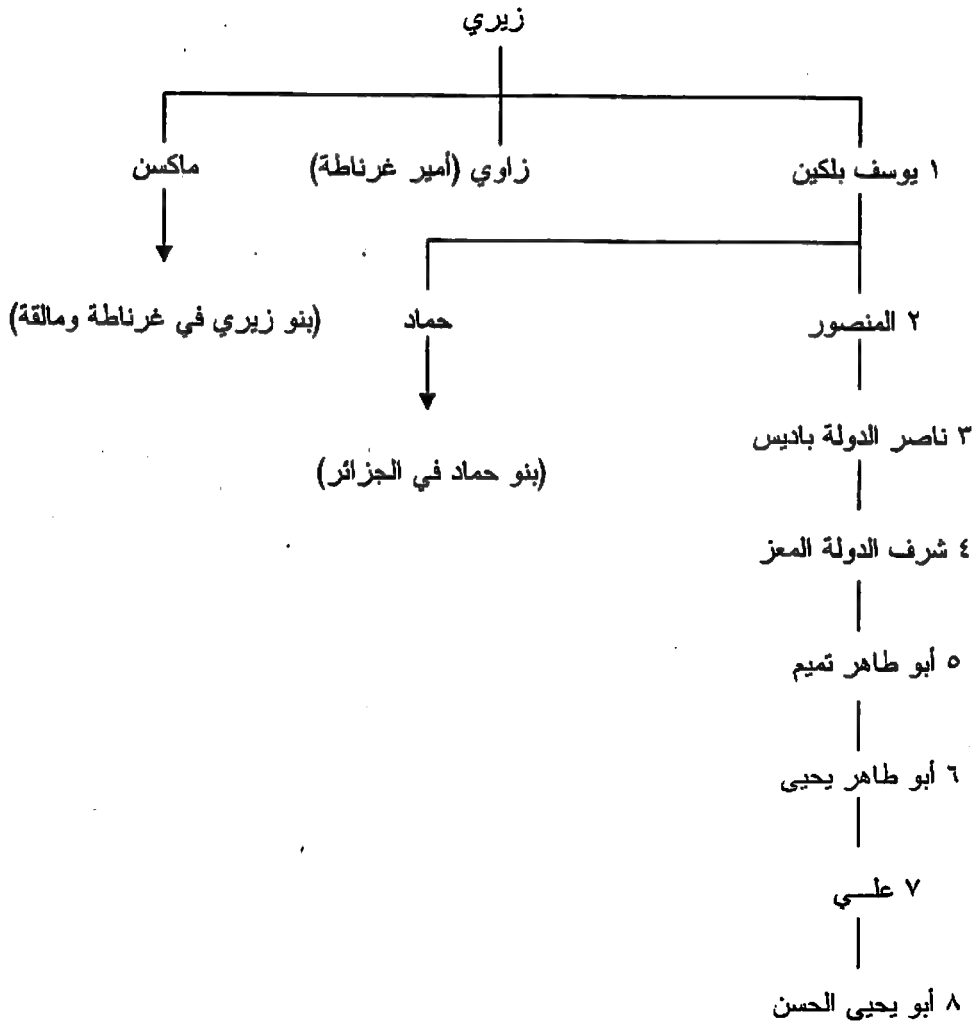 زيري
١ يوسف بلكين
زاوي (أمير غرناطة)
ماكسن
٢ المنصور
حماد
(بنو زيري في غرناطة ومالقة)
٣ ناصر الدولة باديس
(بنو حماد في الجزائر)
٤ شرف الدولة المعز
٥ أبو طاهر تميم
٦ أبو طاهر يحيى
٧ علي
٨ أبو يحيى الحسن